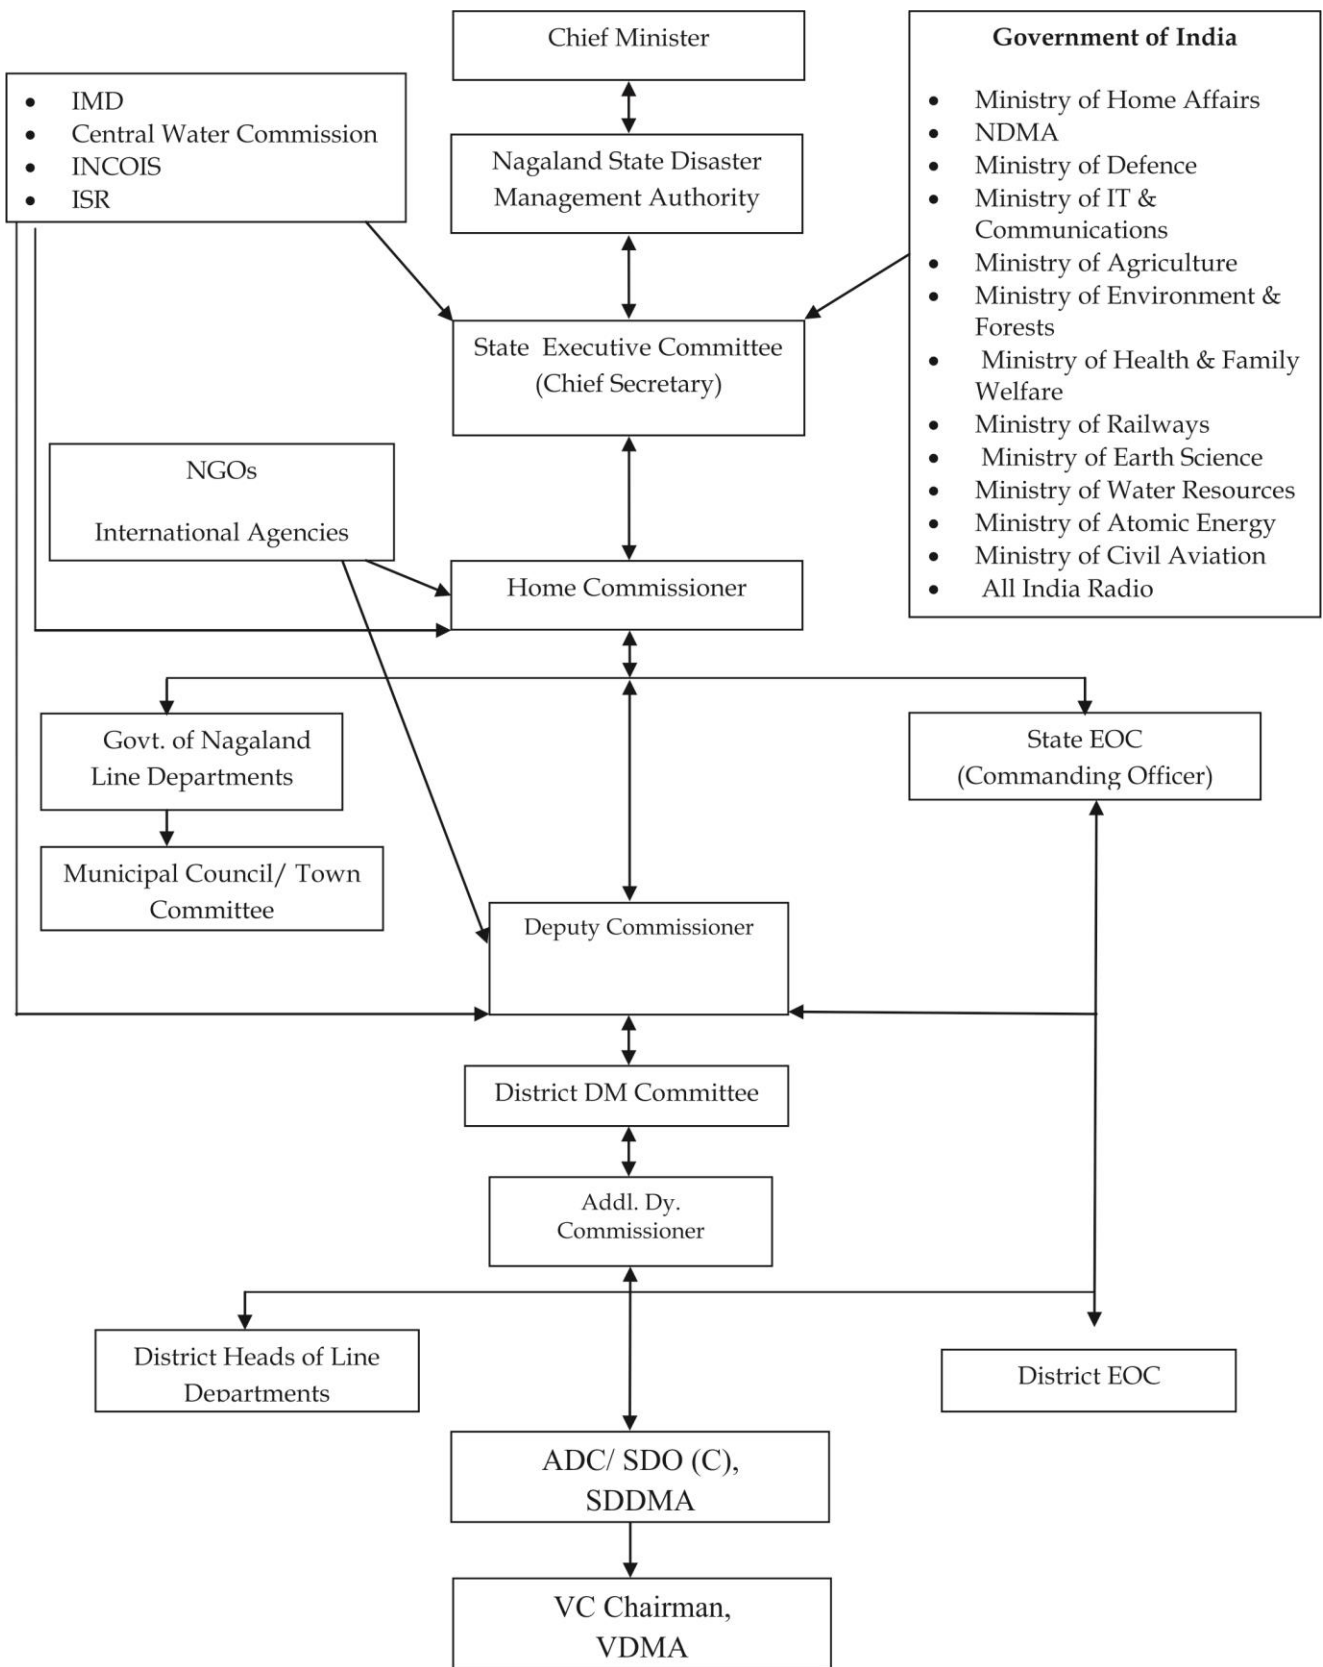 Chief Minister
Government of India
• Ministry of Home Affairs
• NDMA
• Ministry of Defence
• Ministry of IT &
Communications
• Ministry of Agriculture
• Ministry of Environment &
Forests
• Ministry of Health & Family
Welfare
• Ministry of Railways
• Ministry of Earth Science
• Ministry of Water Resources
• Ministry of Atomic Energy
• Ministry of Civil Aviation
• All India Radio
• IMD
• Central Water Commission
• INCOIS
• ISR
Nagaland State Disaster
Management Authority
State Executive Committee
(Chief Secretary)
NGOs
International Agencies
Home Commissioner
Govt. of Nagaland
Line Departments
State EOC
(Commanding Officer)
Municipal Council/ Town
Committee
Deputy Commissioner
District DM Committee
Addl. Dy.
Commissioner
District Heads of Line
Departments
District EOC
ADC/ SDO (C),
SDDMA
VC Chairman,
VDMA